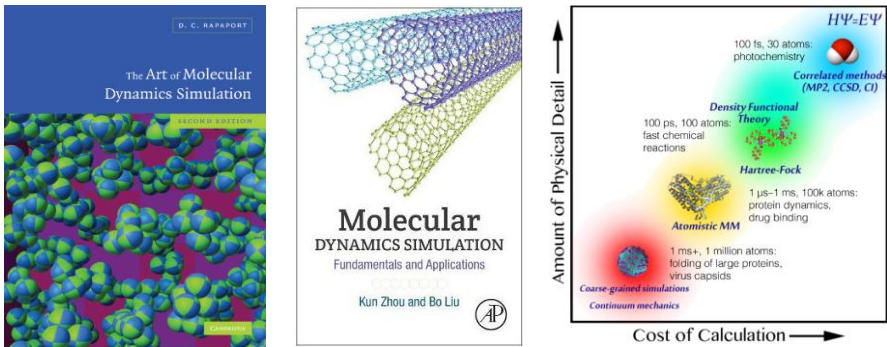 D. C. RAPAPORT
The Art of Molecular
Dynamics Simulation
SECOND EDITION
CAMBRIDGE
Molecular
DYNAMICS SIMULATION
Fundamentals and Applications
Kun Zhou and Bo Liu
AP
HΨ=EΨ
100 fs, 30 atoms:
photochemistry
Correlated methods
(MP2, CCSD, CI)
Density Functional
Theory
100 ps, 100 atoms:
fast chemical
reactions
Hartree-Fock
1 µs–1 ms, 100k atoms:
protein dynamics,
drug binding
Atomistic MM
1 ms+, 1 million atoms:
folding of large proteins,
virus capsids
Coarse-grained simulations
Continuum mechanics
Amount of Physical Detail
Cost of Calculation